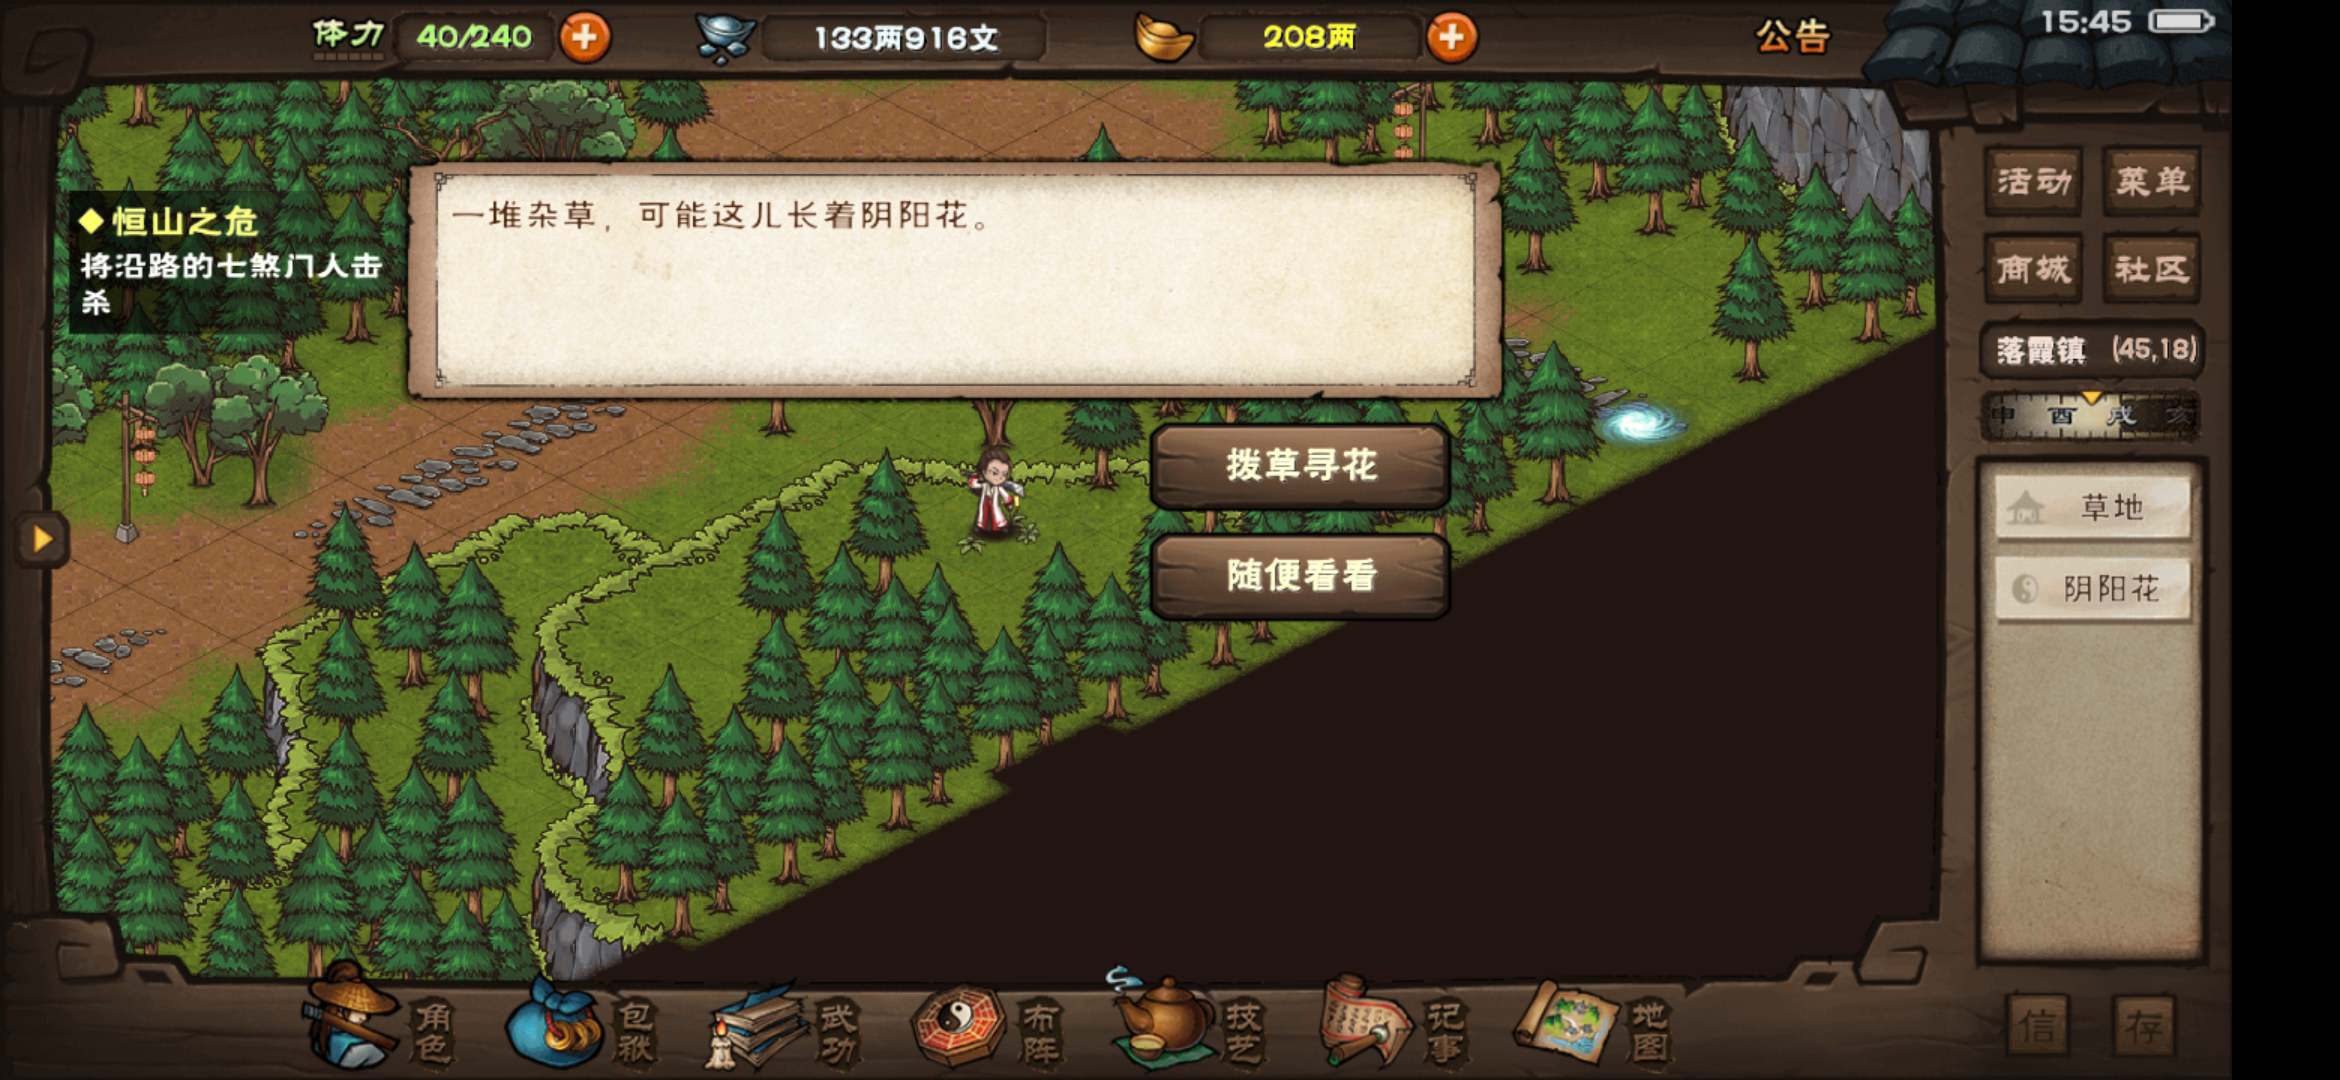 体力 40/240 133两916文 208两 公告 15:45
一堆杂草，可能这儿长着阴阳花。
恒山之危
将沿路的七煞门人击
杀
拨草寻花
随便看看
活动 菜单
商城 社区
落霞镇 (45,18)
申 酉 戌 亥
草地
阴阳花
角色 包袱 武功 布阵 技艺 记事 地图 信 存